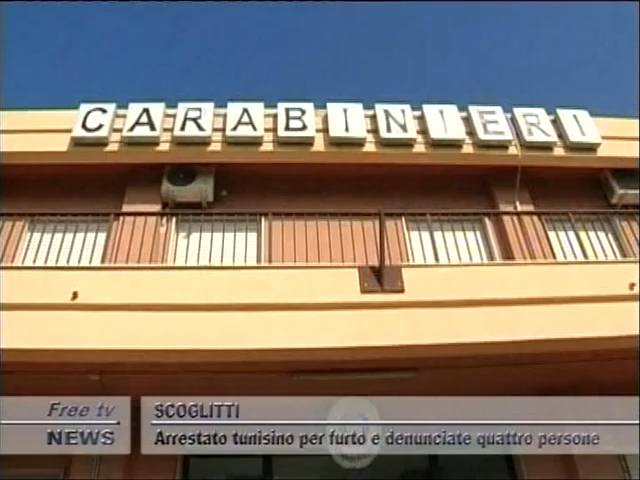 CARABINIERI
Free tv
NEWS
SCOGLITTI
Arrestato tunisino per furto e denunciate quattro persone